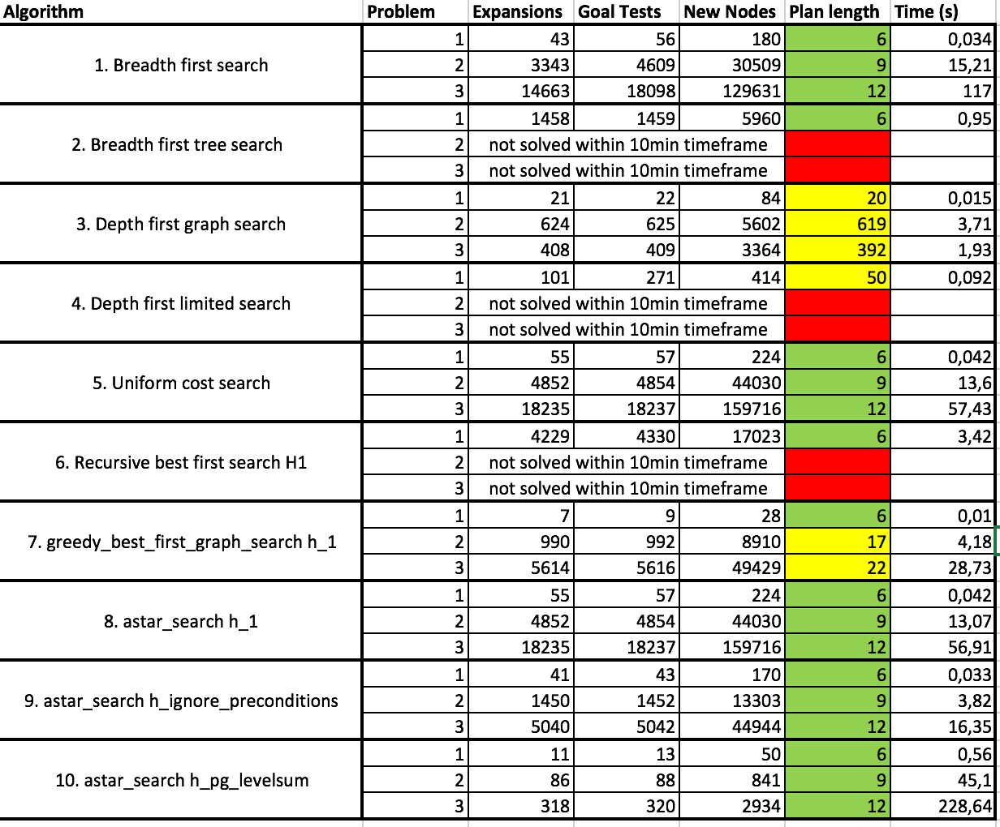 Algorithm Problem Expansions Goal Tests New Nodes Plan length Time (s)
1. Breadth first search
1 43 56 180 6 0,034
2 3343 4609 30509 9 15,21
3 14663 18098 129631 12 117
2. Breadth first tree search
1 1458 1459 5960 6 0,95
2 not solved within 10min timeframe
3 not solved within 10min timeframe
3. Depth first graph search
1 21 22 84 20 0,015
2 624 625 5602 619 3,71
3 408 409 3364 392 1,93
4. Depth first limited search
1 101 271 414 50 0,092
2 not solved within 10min timeframe
3 not solved within 10min timeframe
5. Uniform cost search
1 55 57 224 6 0,042
2 4852 4854 44030 9 13,6
3 18235 18237 159716 12 57,43
6. Recursive best first search H1
1 4229 4330 17023 6 3,42
2 not solved within 10min timeframe
3 not solved within 10min timeframe
7. greedy_best_first_graph_search h_1
1 7 9 28 6 0,01
2 990 992 8910 17 4,18
3 5614 5616 49429 22 28,73
8. astar_search h_1
1 55 57 224 6 0,042
2 4852 4854 44030 9 13,07
3 18235 18237 159716 12 56,91
9. astar_search h_ignore_preconditions
1 41 43 170 6 0,033
2 1450 1452 13303 9 3,82
3 5040 5042 44944 12 16,35
10. astar_search h_pg_levelsum
1 11 13 50 6 0,56
2 86 88 841 9 45,1
3 318 320 2934 12 228,64